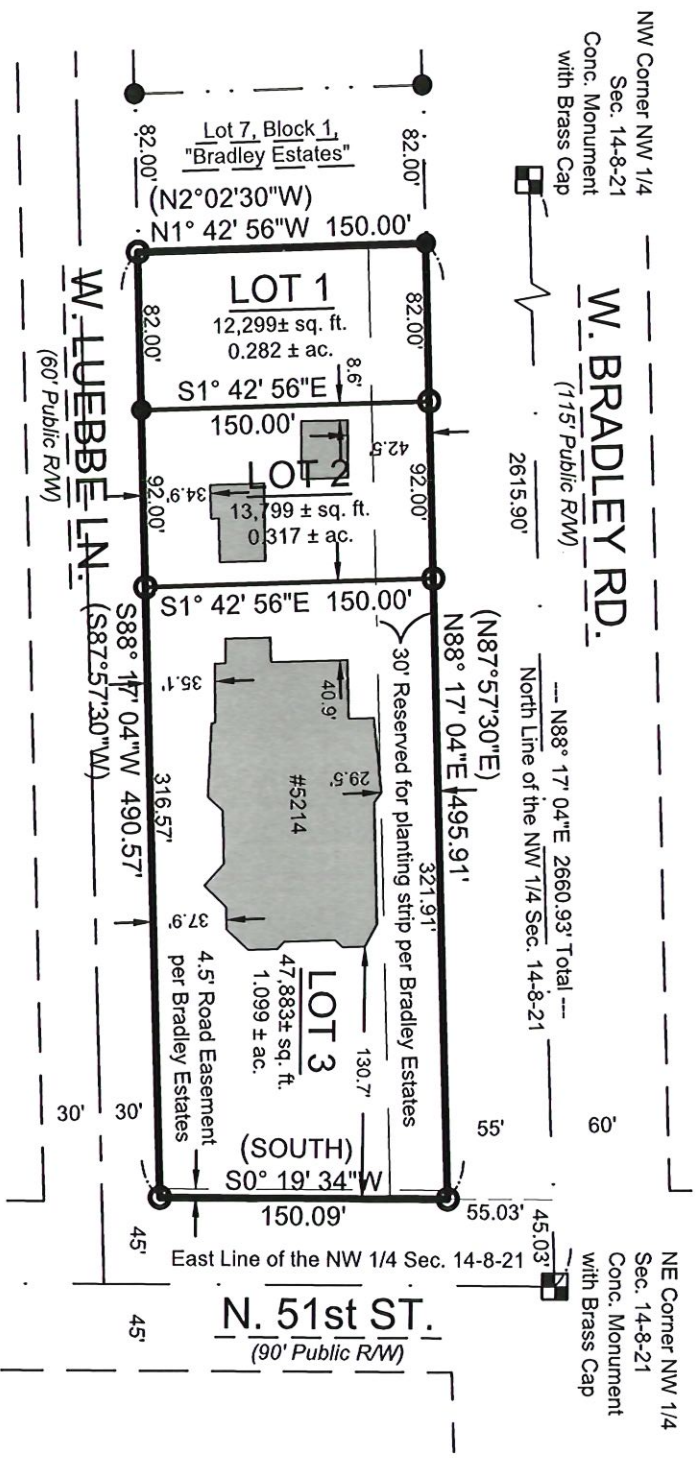 NW Corner NW 1/4
Sec. 14-8-21
Conc. Monument
with Brass Cap
W. BRADLEY RD.
(115' Public R/W)
2615.90'
--- N88° 17' 04"E 2660.93' Total ---
North Line of the NW 1/4 Sec. 14-8-21
60'
55'
NE Corner NW 1/4
Sec. 14-8-21
Conc. Monument
with Brass Cap
45.03'
55.03'
Lot 7, Block 1,
"Bradley Estates"
82.00'
82.00'
(N2°02'30"W)
N1° 42' 56"W 150.00'
82.00'
LOT 1
12,299± sq. ft.
0.282 ± ac.
82.00'
8.6'
S1° 42' 56"E
150.00'
42.5'
92.00'
LOT 2
13,799 ± sq. ft.
0.317 ± ac.
34.9'
92.00'
S1° 42' 56"E 150.00'
(N87°57'30"E)
N88° 17' 04"E 495.91'
321.91'
30' Reserved for planting strip per Bradley Estates
40.9'
29.5'
35.1'
#5214
37.9'
130.7'
LOT 3
47,883± sq. ft.
1.099 ± ac.
4.5' Road Easement
per Bradley Estates
316.57'
S88° 17' 04"W 490.57'
(S87°57'30"W)
W. LUEBBE LN.
(60' Public R/W)
30'
30'
(SOUTH)
S0° 19' 34"W
150.09'
East Line of the NW 1/4 Sec. 14-8-21
45'
45'
N. 51st ST.
(90' Public R/W)